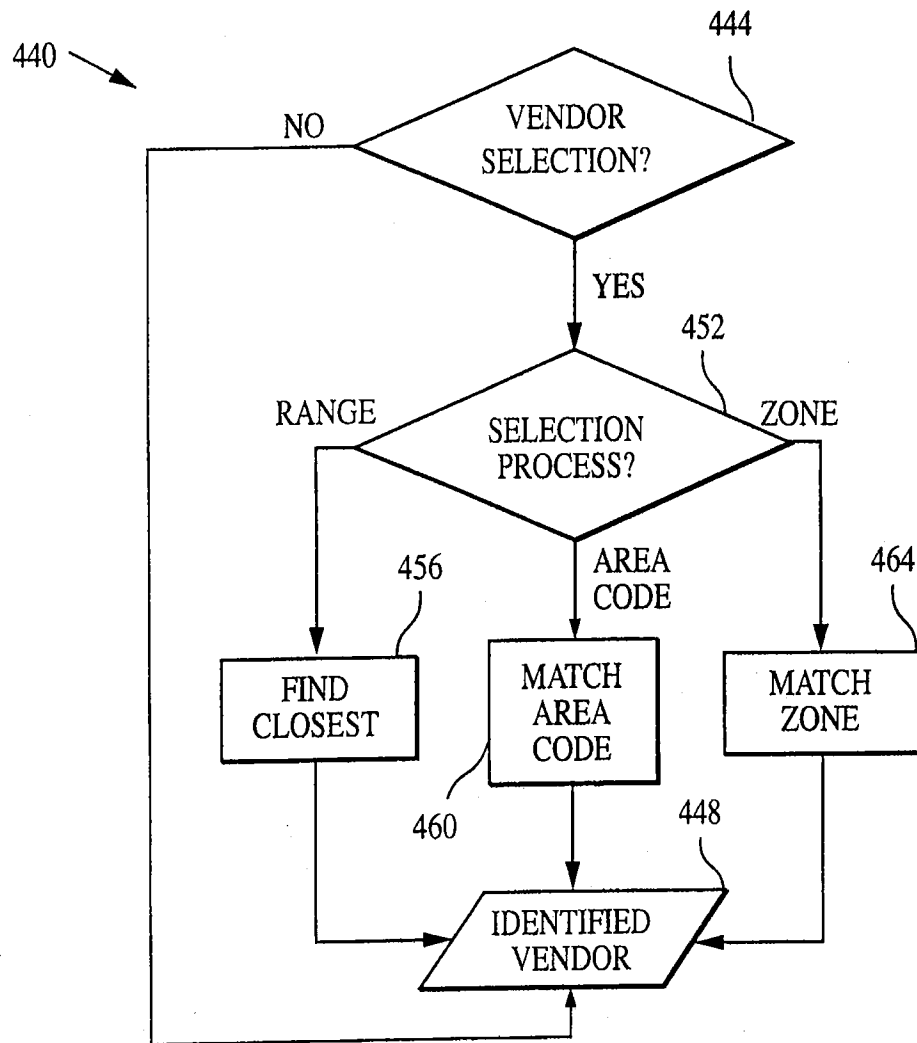 440
444
NO
VENDOR
SELECTION?
YES
452
RANGE
ZONE
SELECTION
PROCESS?
456
AREA
CODE
464
FIND
CLOSEST
MATCH
AREA
CODE
MATCH
ZONE
460
448
IDENTIFIED
VENDOR